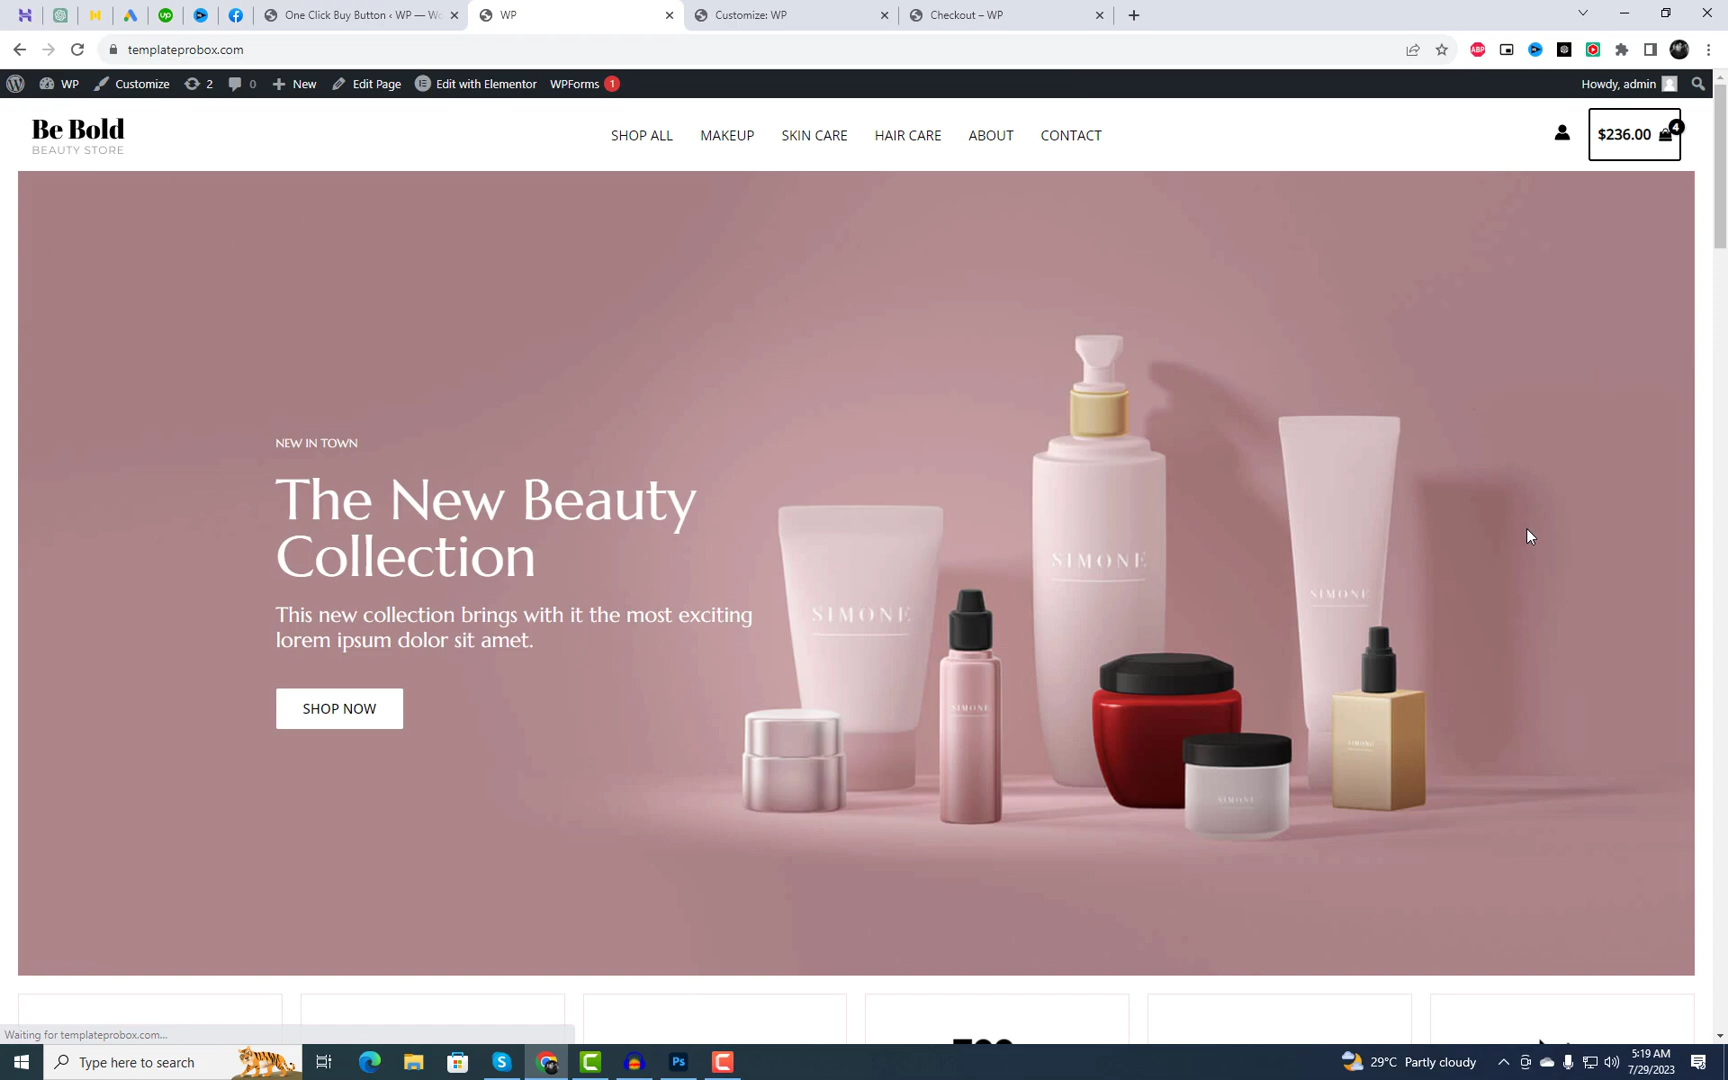 One Click Buy Button ‹ WP — Wo
WP
Customize: WP
Checkout – WP
templateprobox.com
ABP
WP
Customize
2
0
New
Edit Page
Edit with Elementor
WPForms 1
Howdy, admin
Be Bold
BEAUTY STORE
SHOP ALL
MAKEUP
SKIN CARE
HAIR CARE
ABOUT
CONTACT
$236.00
4
NEW IN TOWN
The New Beauty
Collection
This new collection brings with it the most exciting
lorem ipsum dolor sit amet.
SHOP NOW
SIMONE
SIMONE
SIMONE
SIMONE
SIMONE
SIMONE
Waiting for templateprobox.com...
Type here to search
Ps
29°C Partly cloudy
5:19 AM
7/29/2023